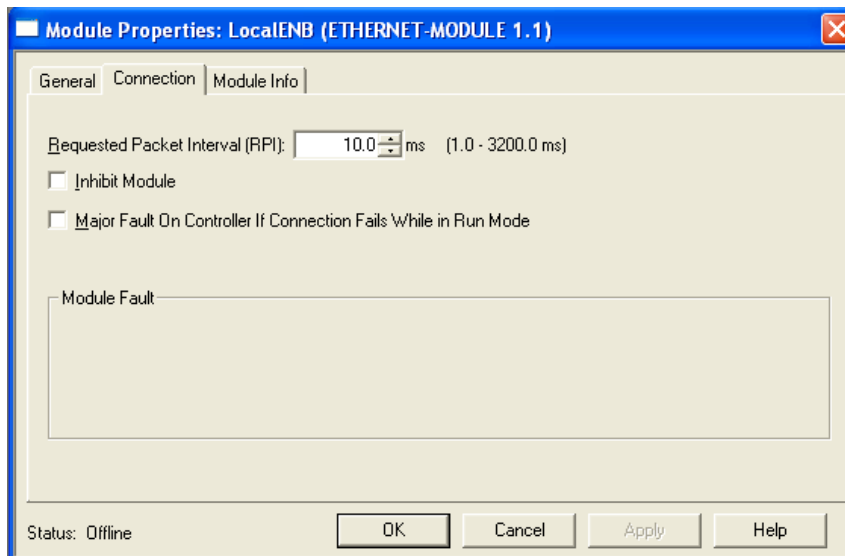 Module Properties: LocalENB (ETHERNET-MODULE 1.1)
General Connection Module Info
Requested Packet Interval (RPI): 10.0 ms (1.0 - 3200.0 ms)
Inhibit Module
Major Fault On Controller If Connection Fails While in Run Mode
Module Fault
Status: Offline OK Cancel Apply Help